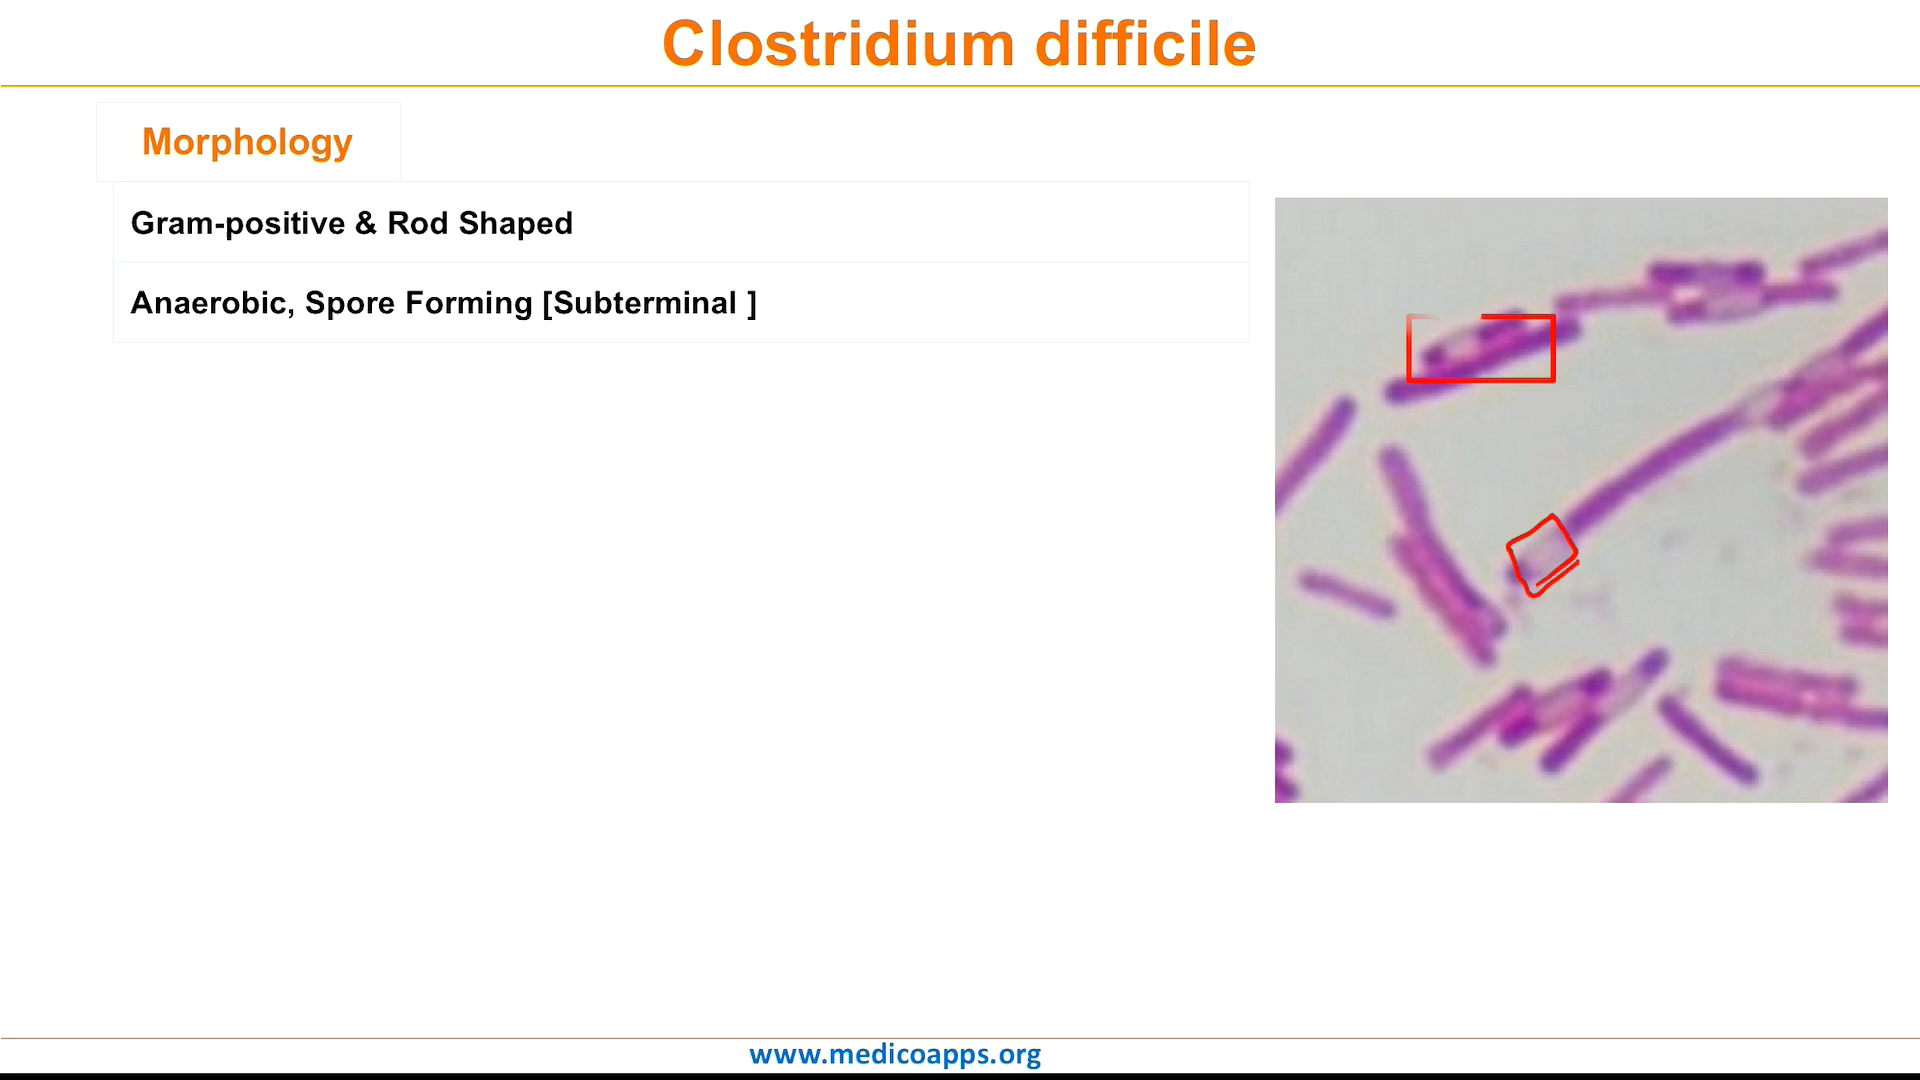 Clostridium difficile
Morphology
Gram-positive & Rod Shaped
Anaerobic, Spore Forming [Subterminal ]
www.medicoapps.org